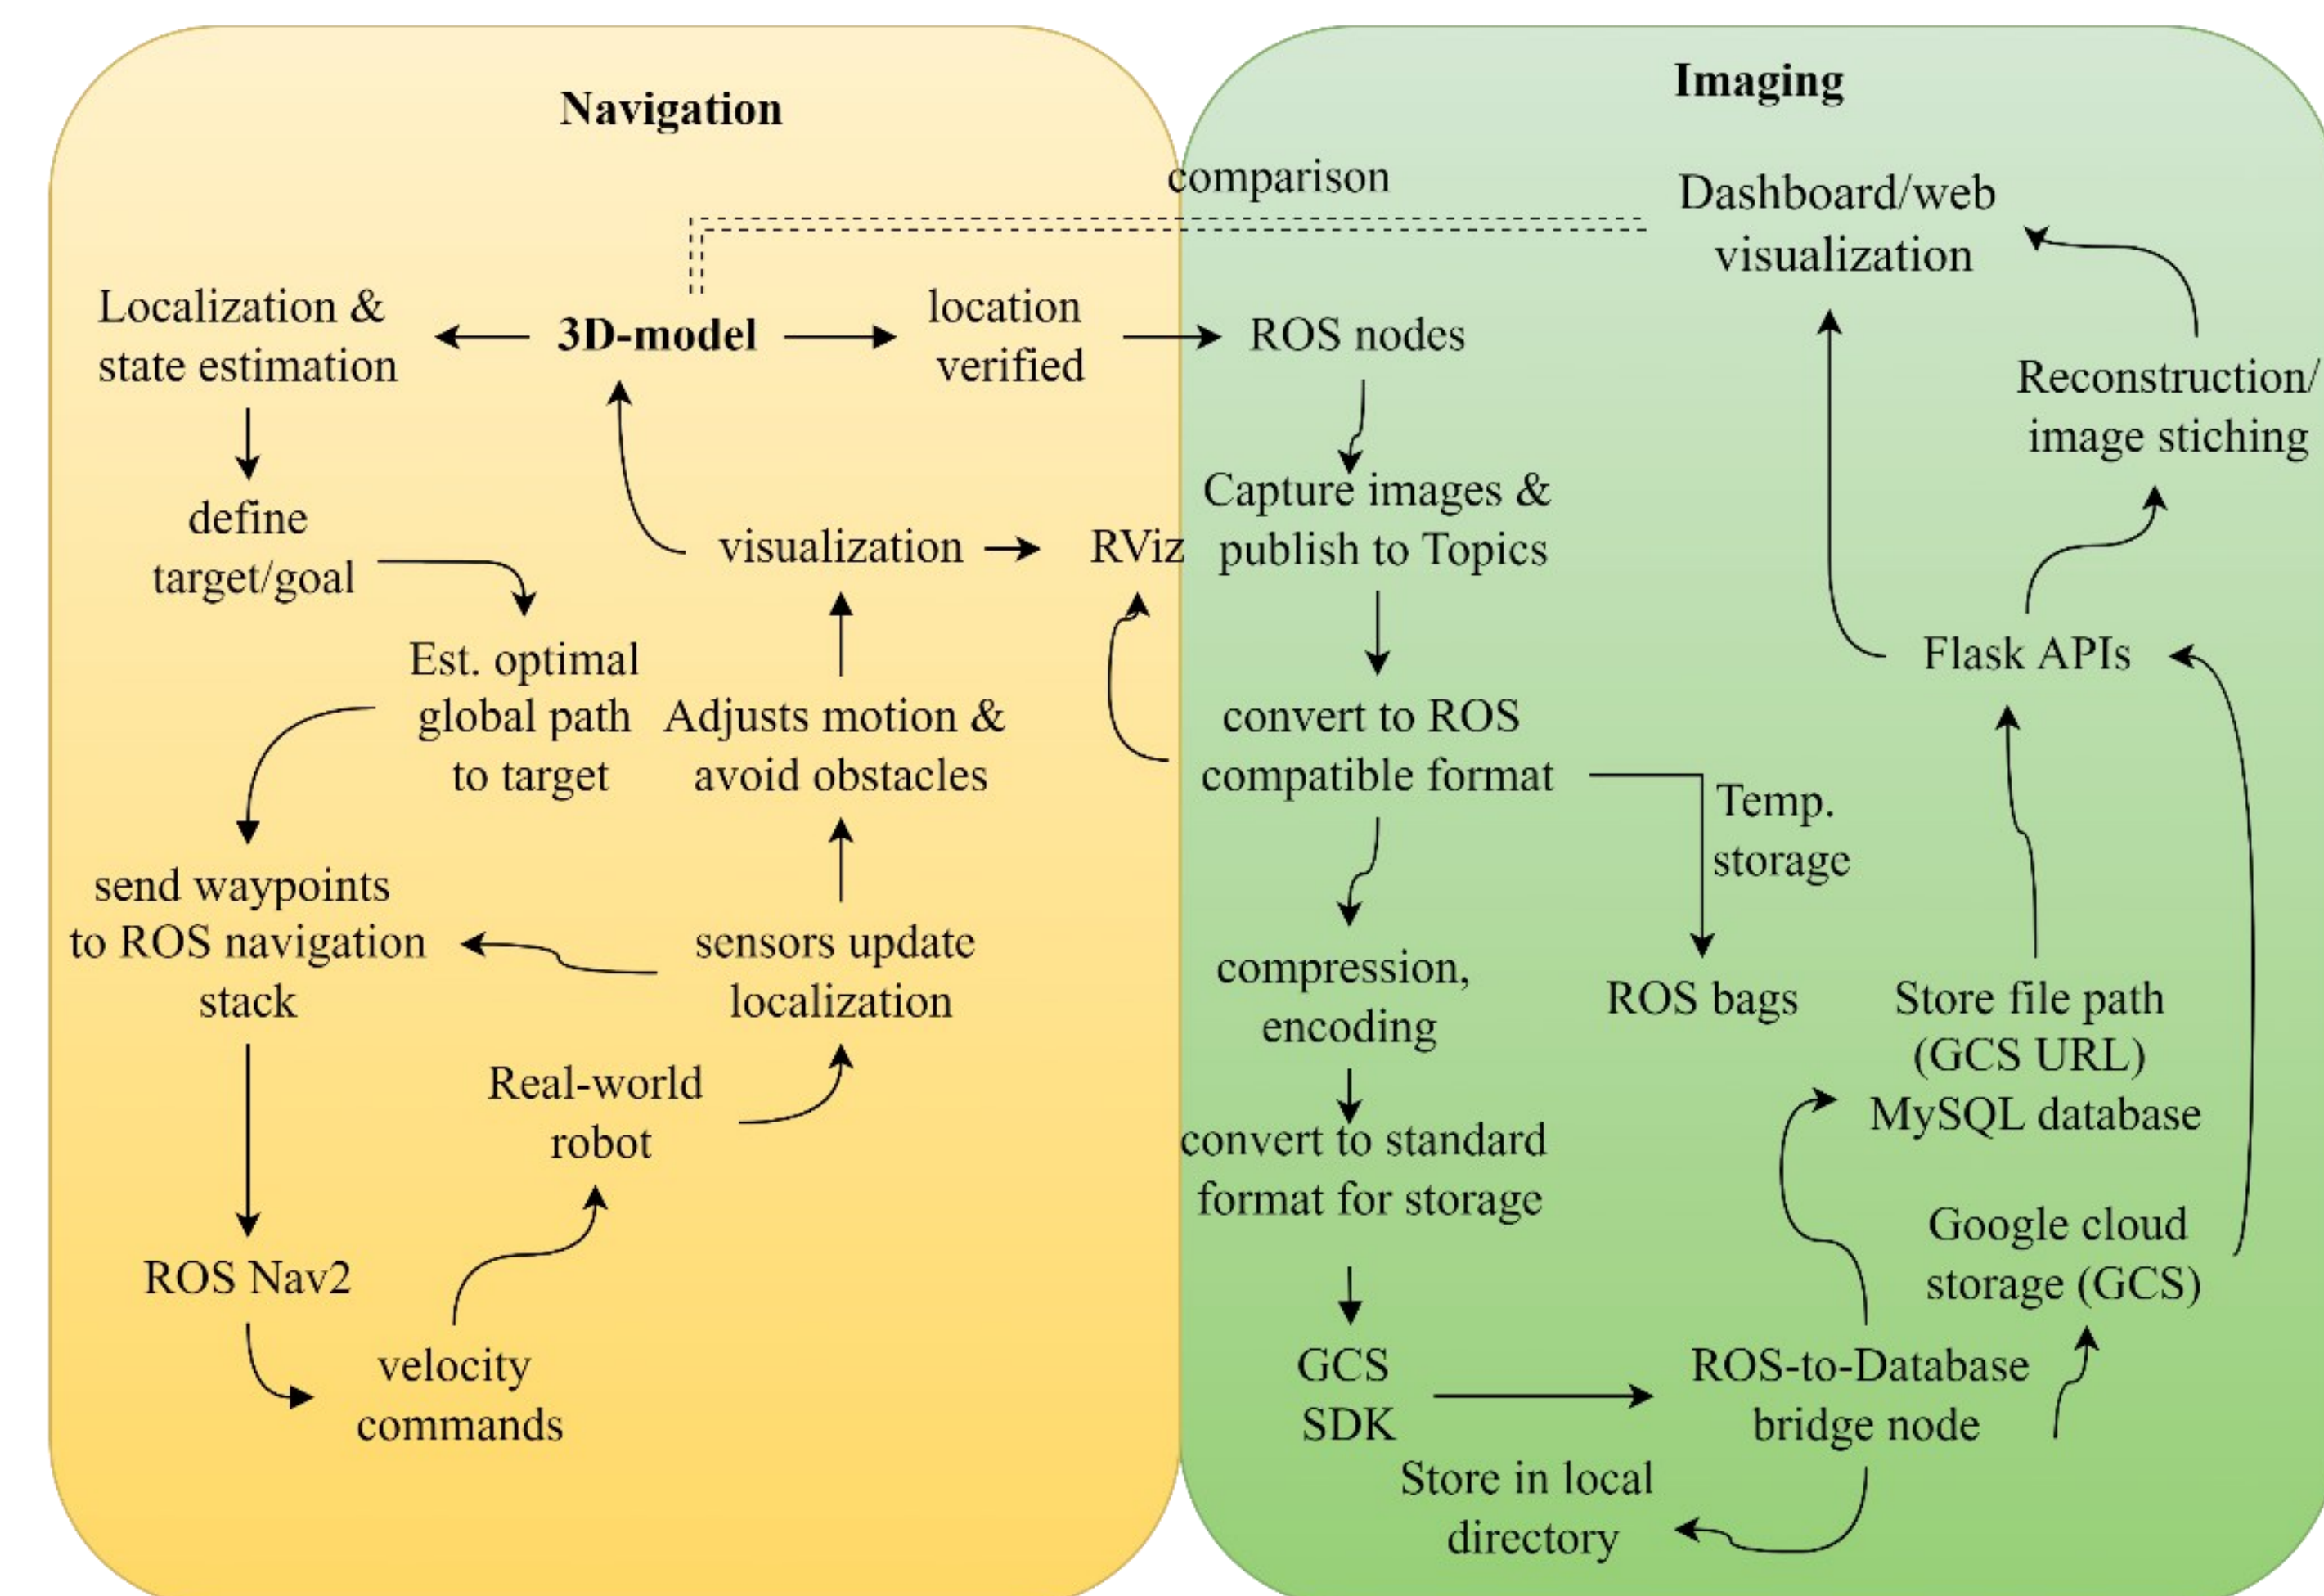 Navigation
Localization &
state estimation
3D-model
location
verified
define
target/goal
visualization
RViz
Est. optimal
global path
to target
Adjusts motion &
avoid obstacles
send waypoints
to ROS navigation
stack
sensors update
localization
Real-world
robot
ROS Nav2
velocity
commands
comparison
Imaging
Dashboard/web
visualization
ROS nodes
Reconstruction/
image stiching
Capture images &
publish to Topics
Flask APIs
convert to ROS
compatible format
Temp.
storage
compression,
encoding
ROS bags
Store file path
(GCS URL)
MySQL database
convert to standard
format for storage
Google cloud
storage (GCS)
GCS
SDK
ROS-to-Database
bridge node
Store in local
directory